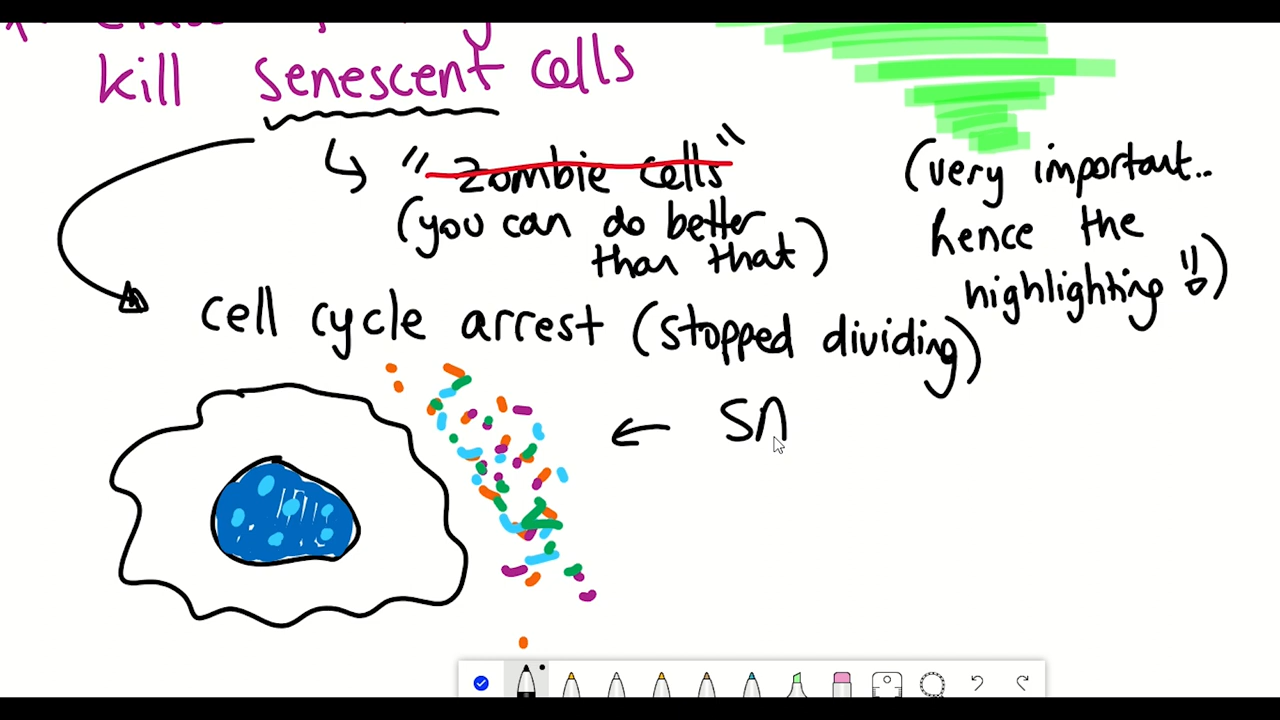 kill senescent cells
"Zombie cells"
(you can do better
than that)
(very important..
hence the
highlighting !!)
cell cycle arrest (stopped dividing)
← SA